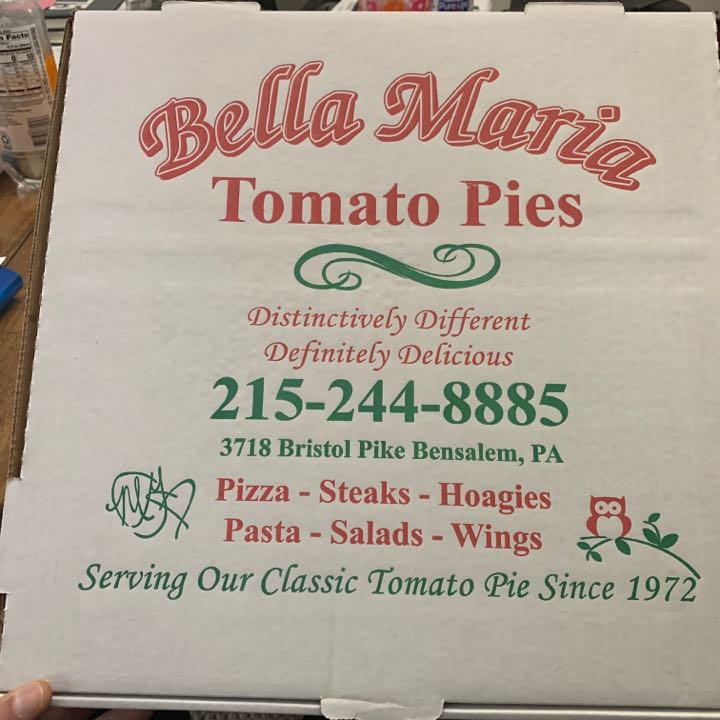 Bella Maria
Tomato Pies
Distinctively Different
Definitely Delicious
215-244-8885
3718 Bristol Pike Bensalem, PA
Pizza - Steaks - Hoagies
Pasta - Salads - Wings
Serving Our Classic Tomato Pie Since 1972